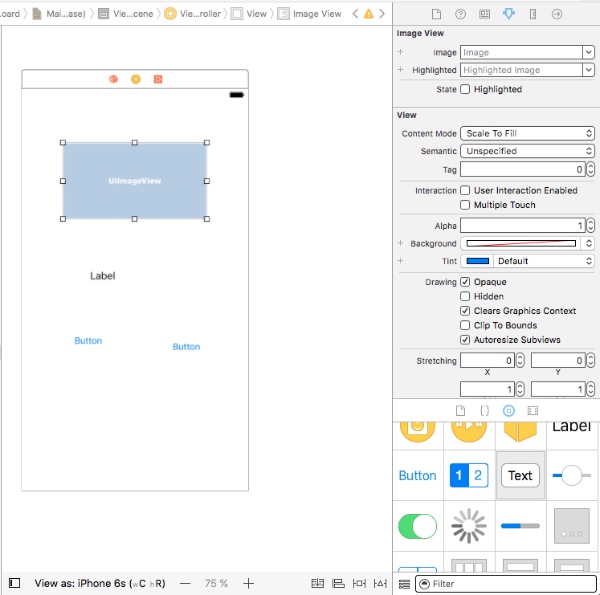 oard
Mai...ase)
Vie...cene
Vie...roller
View
Image View
Image View
Image
Image
Highlighted
Highlighted Image
State
Highlighted
View
Content Mode
Scale To Fill
Semantic
Unspecified
Tag
0
Interaction
User Interaction Enabled
Multiple Touch
Alpha
1
Background
Tint
Default
Drawing
Opaque
Hidden
Clears Graphics Context
Clip To Bounds
Autoresize Subviews
Stretching
0
0
X
Y
1
1
UIImageView
Label
Button
Button
Label
Button
1 2
Text
View as: iPhone 6s (wC hR)
75 %
Filter